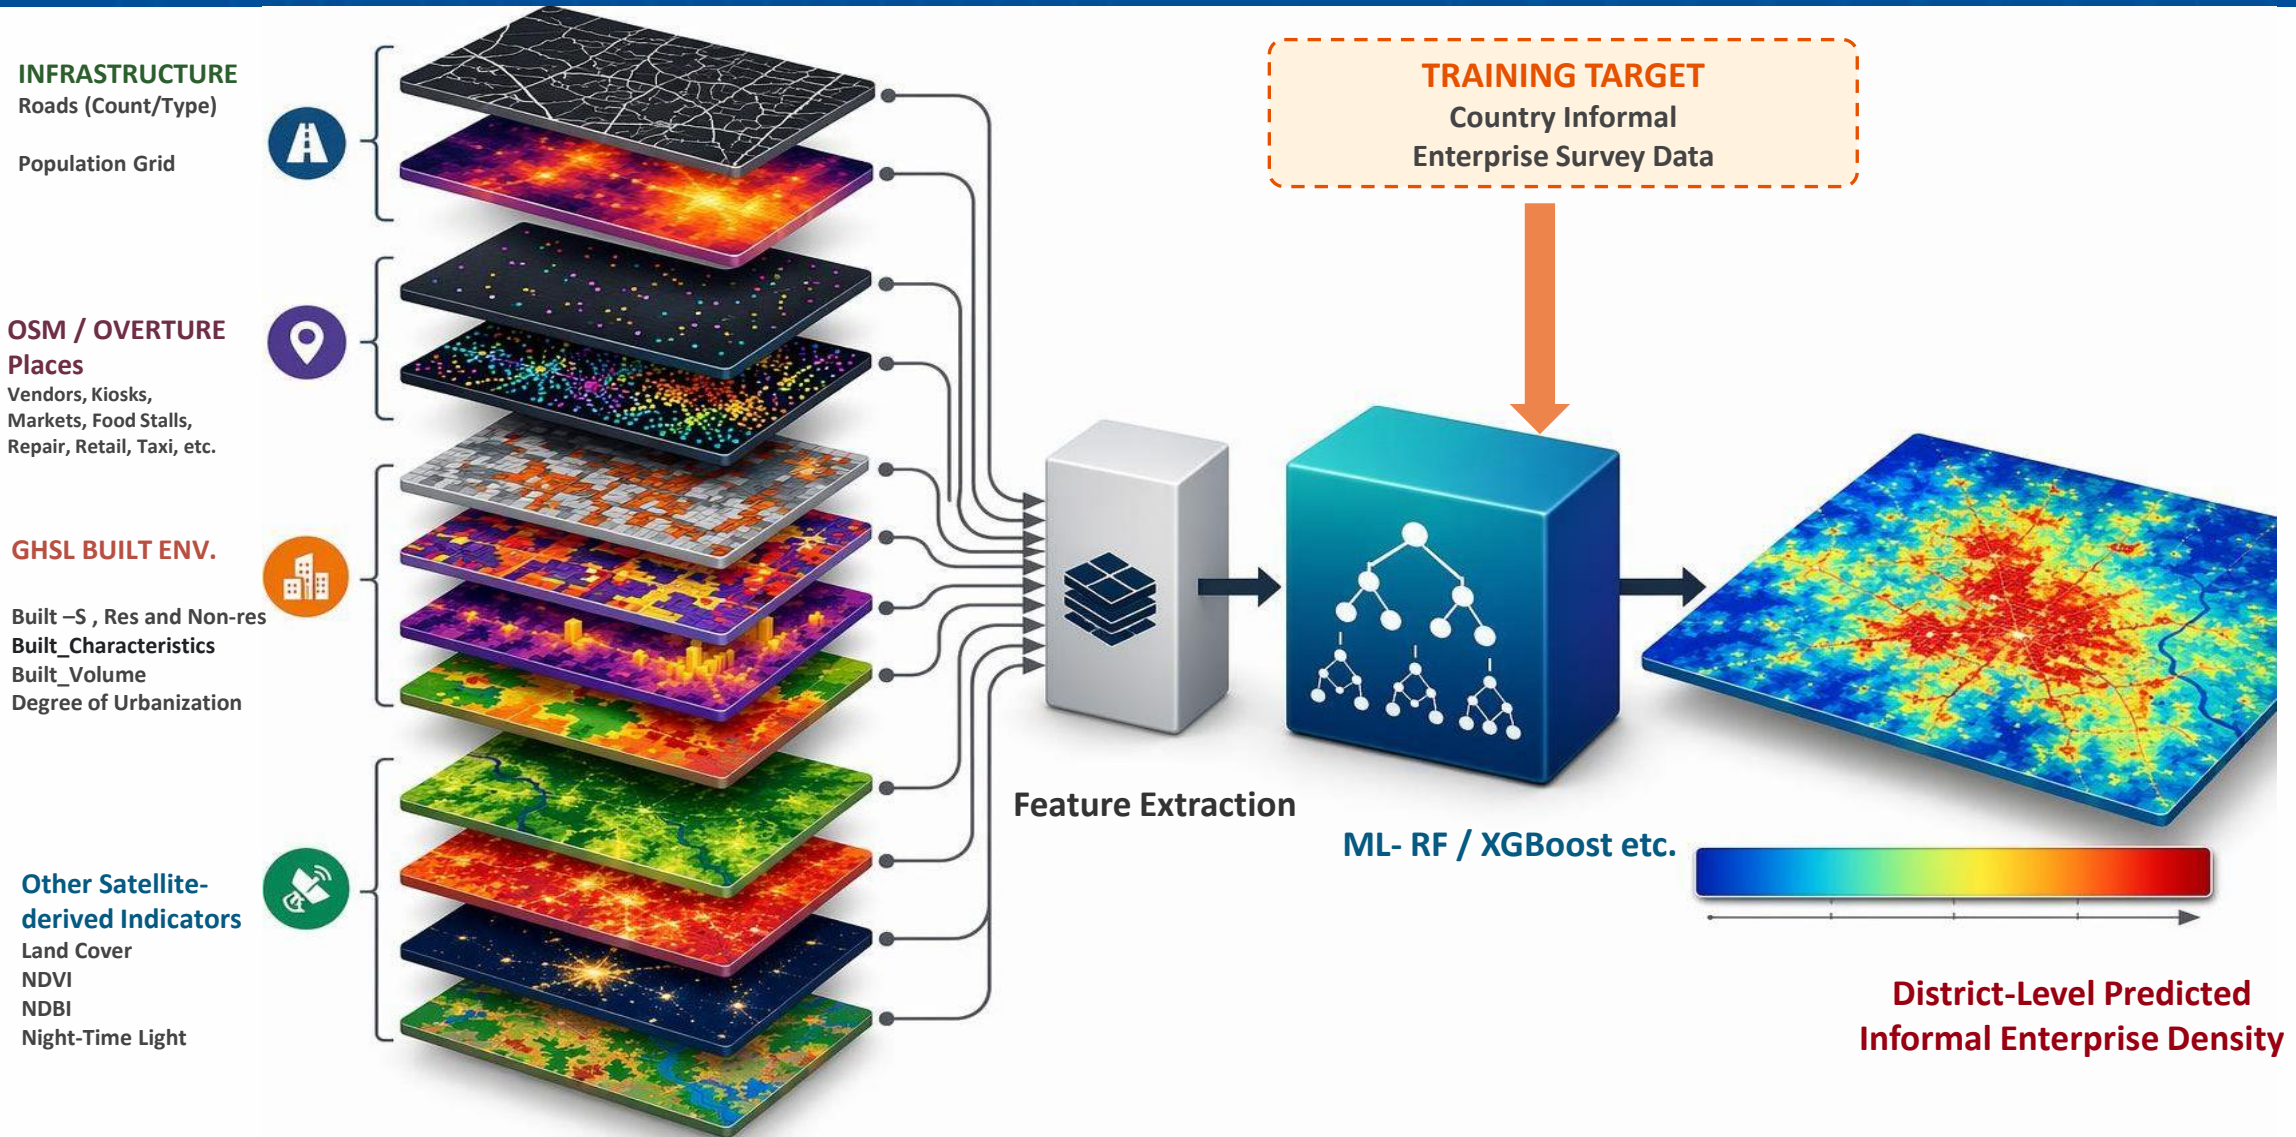 INFRASTRUCTURE
Roads (Count/Type)
Population Grid
OSM / OVERTURE
Places
Vendors, Kiosks,
Markets, Food Stalls,
Repair, Retail, Taxi, etc.
GHSL BUILT ENV.
Built –S , Res and Non-res
Built_Characteristics
Built_Volume
Degree of Urbanization
Other Satellite-
derived Indicators
Land Cover
NDVI
NDBI
Night-Time Light
Feature Extraction
TRAINING TARGET
Country Informal
Enterprise Survey Data
ML- RF / XGBoost etc.
District-Level Predicted
Informal Enterprise Density